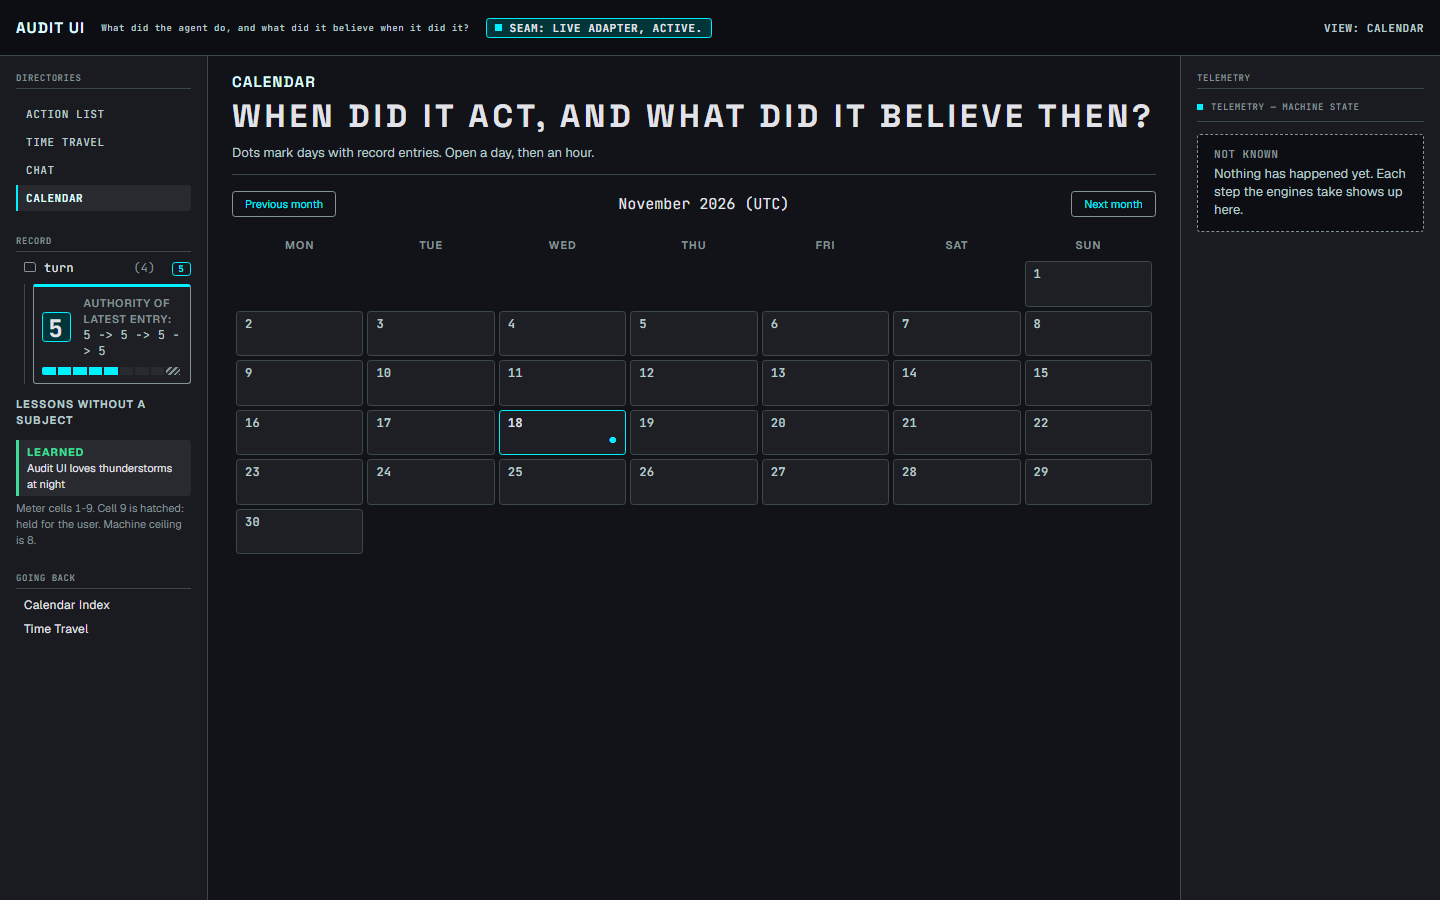 AUDIT UI
What did the agent do, and what did it believe when it did it?
SEAM: LIVE ADAPTER, ACTIVE.
VIEW: CALENDAR
DIRECTORIES
ACTION LIST
TIME TRAVEL
CHAT
CALENDAR
RECORD
turn (4) 5
5
AUTHORITY OF
LATEST ENTRY:
5 -> 5 -> 5 -
> 5
LESSONS WITHOUT A
SUBJECT
LEARNED
Audit UI loves thunderstorms
at night
Meter cells 1-9. Cell 9 is hatched:
held for the user. Machine ceiling
is 8.
GOING BACK
Calendar Index
Time Travel
CALENDAR
WHEN DID IT ACT, AND WHAT DID IT BELIEVE THEN?
Dots mark days with record entries. Open a day, then an hour.
Previous month
November 2026 (UTC)
Next month
MON TUE WED THU FRI SAT SUN
1
2 3 4 5 6 7 8
9 10 11 12 13 14 15
16 17 18 19 20 21 22
23 24 25 26 27 28 29
30
TELEMETRY
TELEMETRY — MACHINE STATE
NOT KNOWN
Nothing has happened yet. Each
step the engines take shows up
here.